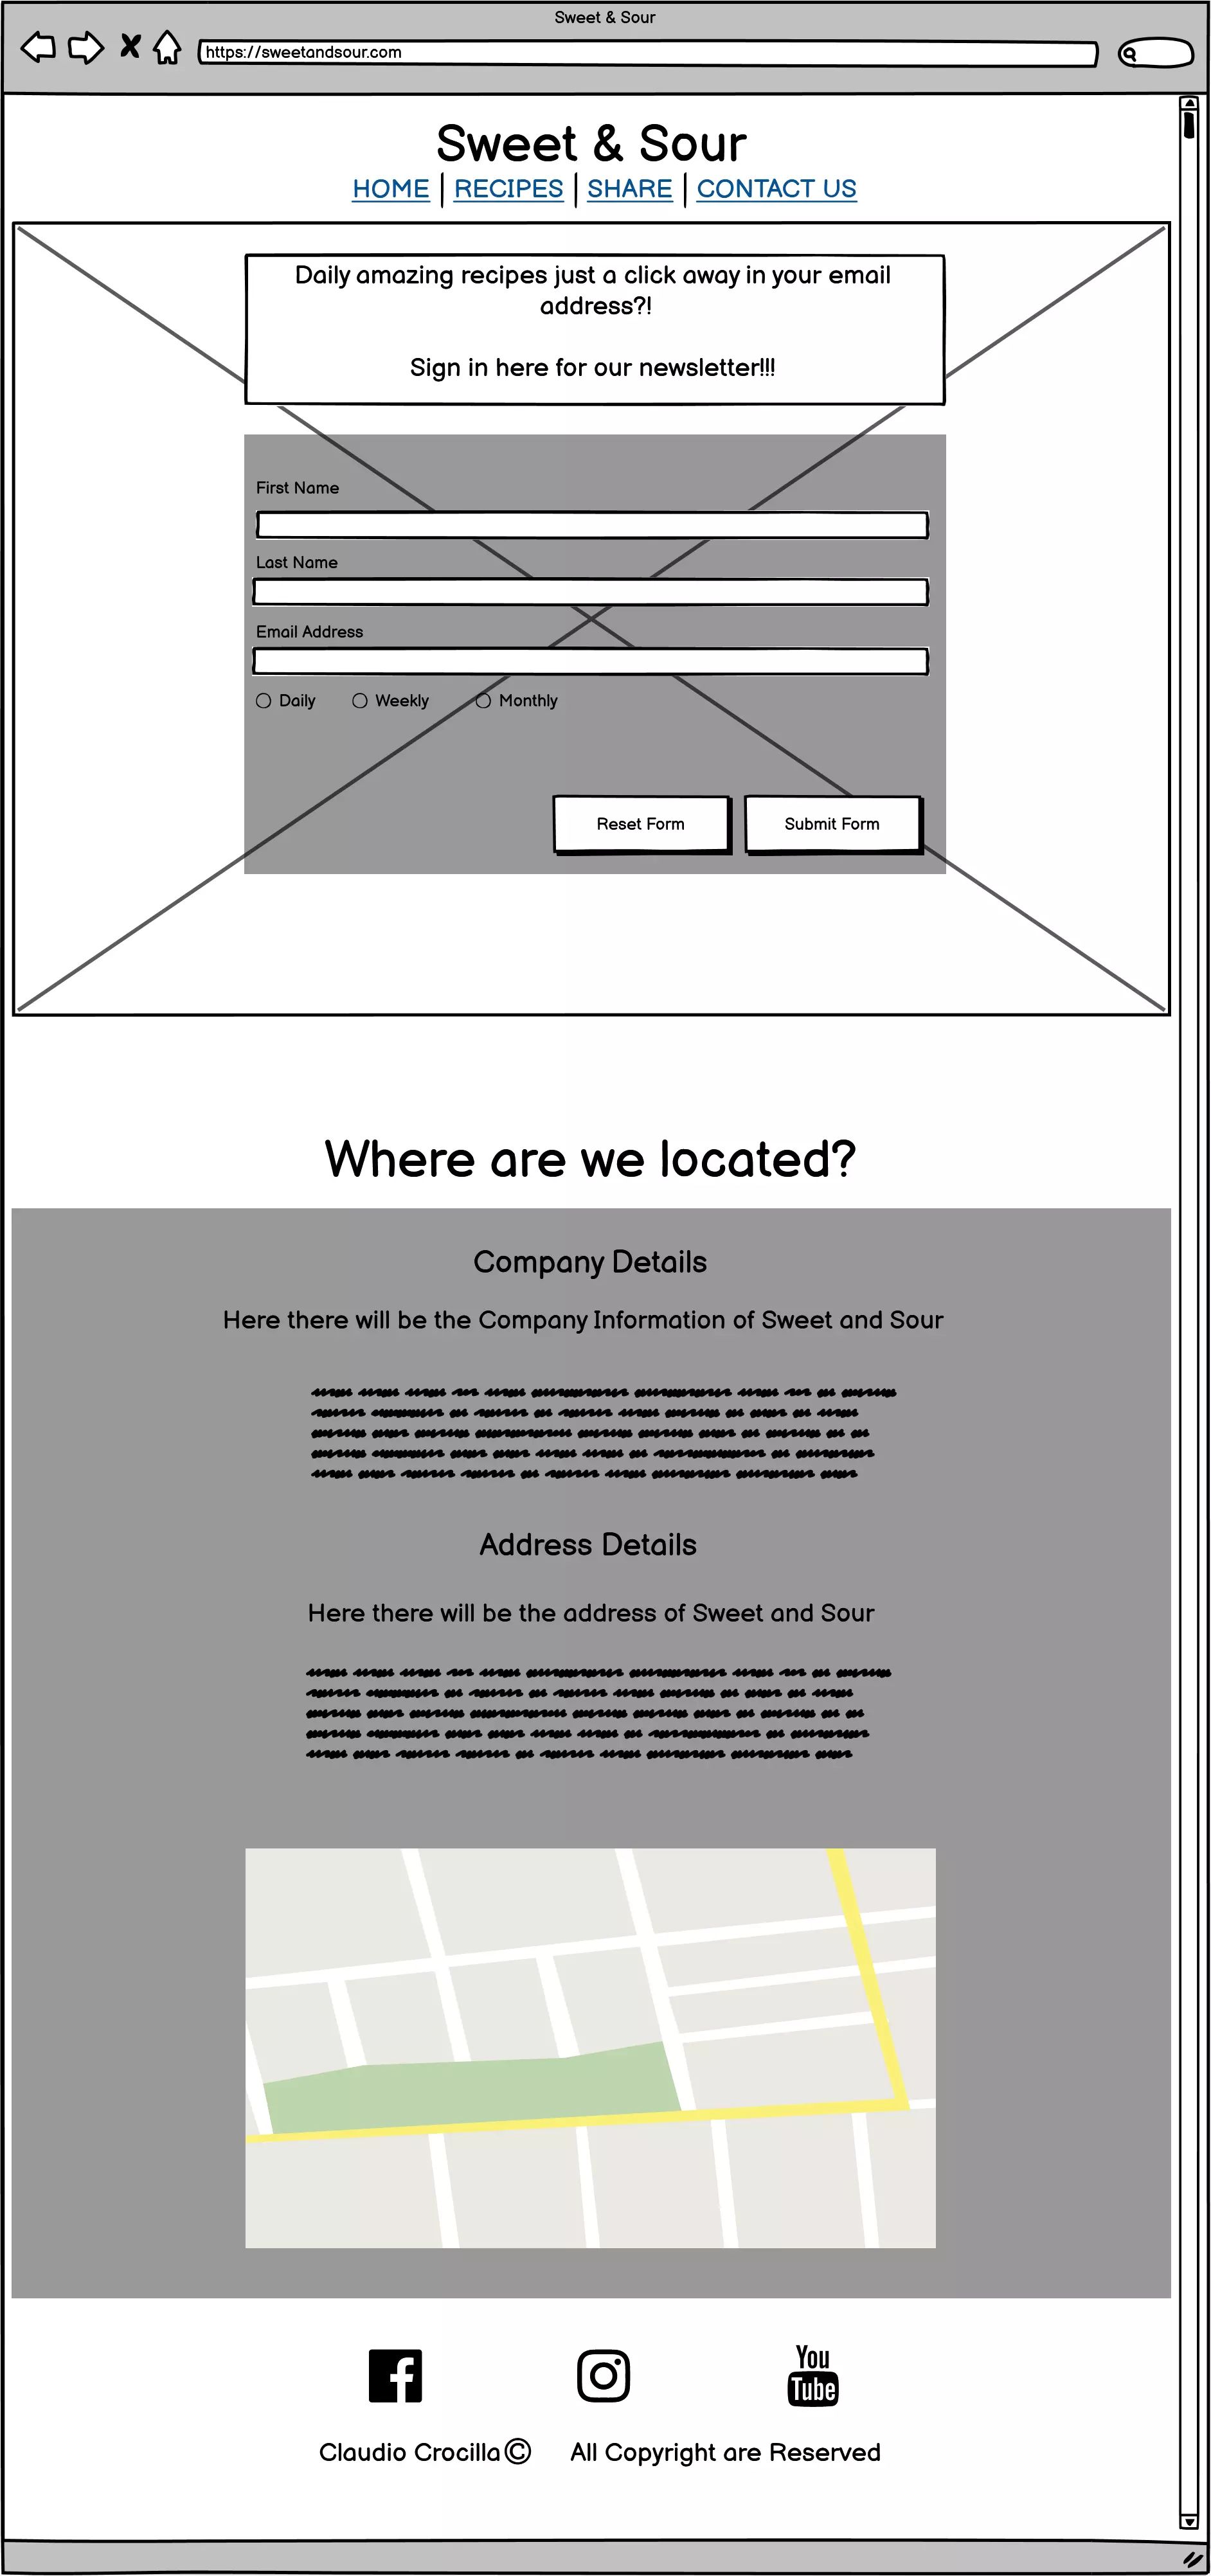 Sweet & Sour
https://sweetandsour.com
Sweet & Sour
HOME | RECIPES | SHARE | CONTACT US
Daily amazing recipes just a click away in your email
address?!
Sign in here for our newsletter!!!
First Name
Last Name
Email Address
Daily Weekly Monthly
Reset Form Submit Form
Where are we located?
Company Details
Here there will be the Company Information of Sweet and Sour
Address Details
Here there will be the address of Sweet and Sour
You
Tube
Claudio Crocilla© All Copyright are Reserved